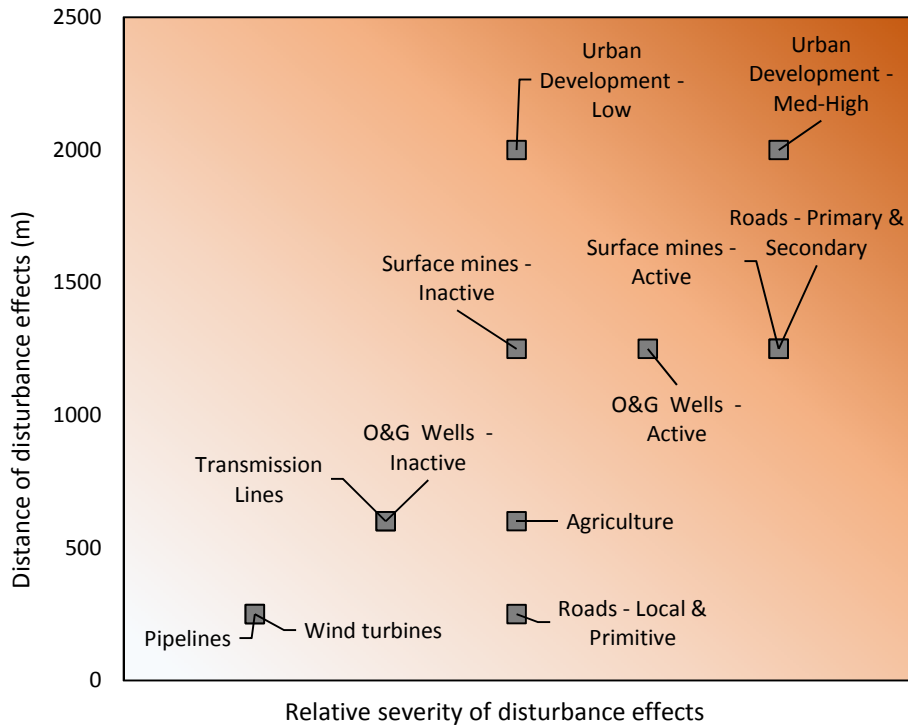 2500
2000
1500
1000
500
0
Distance of disturbance effects (m)
Relative severity of disturbance effects
Urban
Development -
Low
Urban
Development -
Med-High
Roads - Primary &
Secondary
Surface mines -
Active
Surface mines -
Inactive
O&G  Wells  -
Active
O&G  Wells  -
Inactive
Transmission
Lines
Agriculture
Pipelines
Wind turbines
Roads - Local &
Primitive